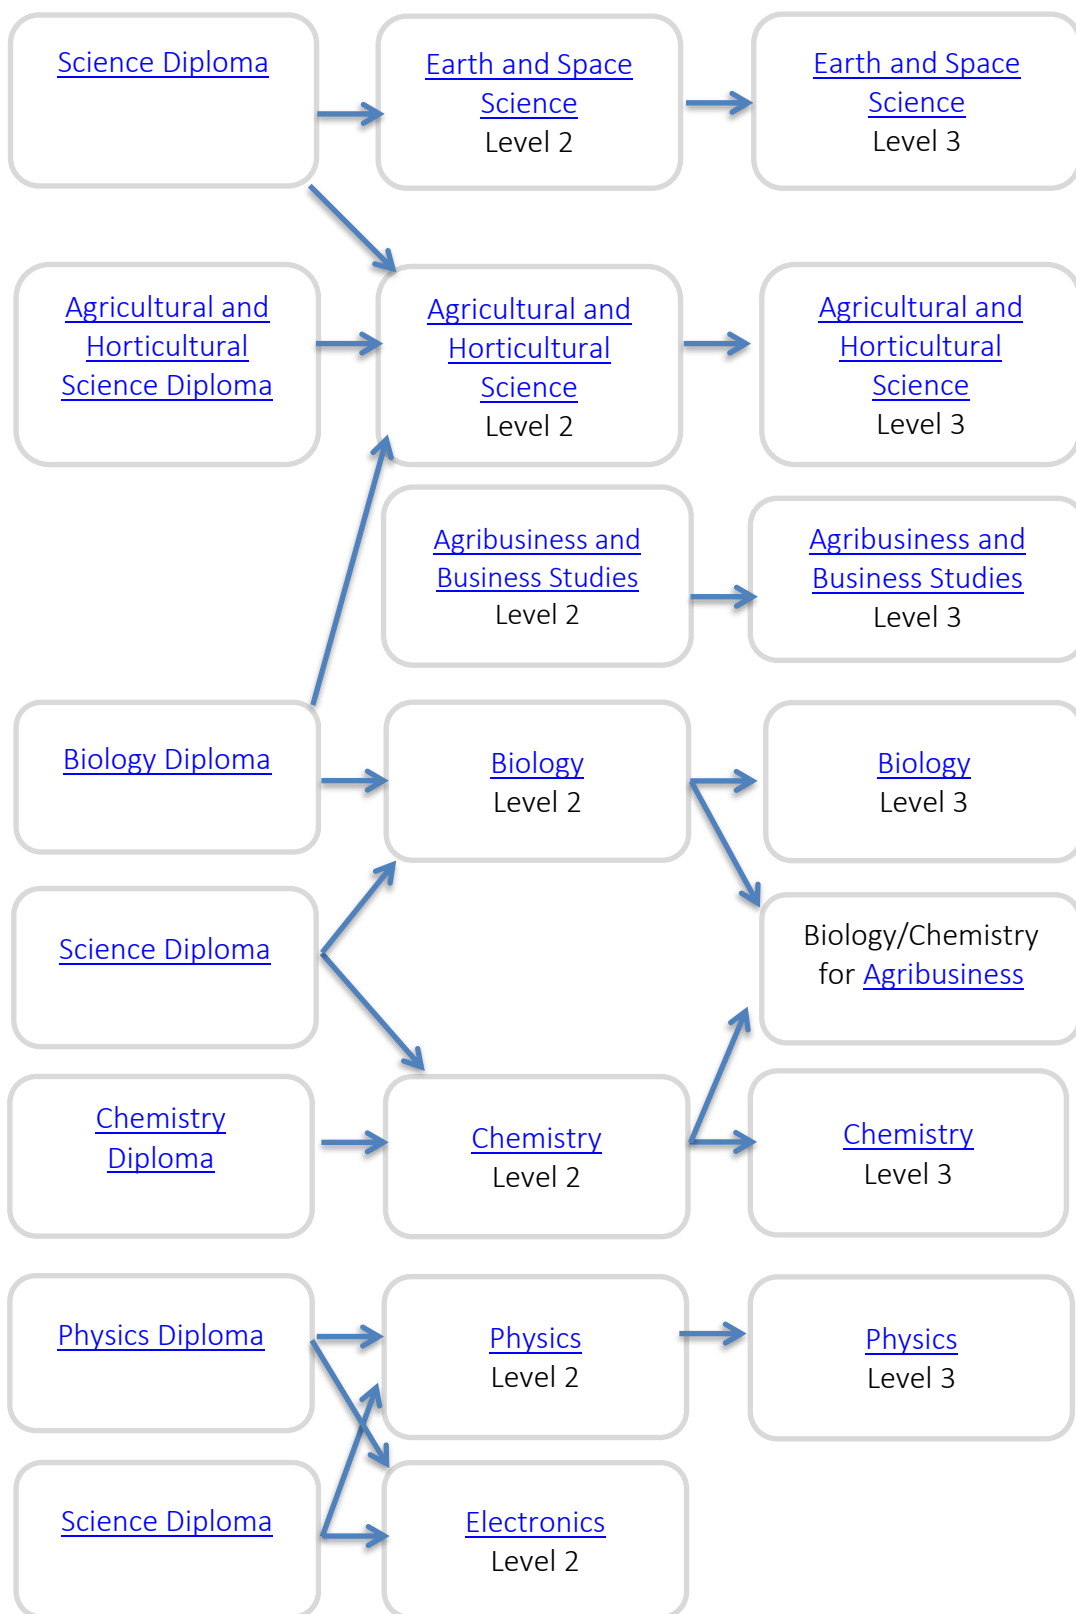 Science Diploma
Earth and Space
Science
Level 2
Earth and Space
Science
Level 3
Agricultural and
Horticultural
Science Diploma
Agricultural and
Horticultural
Science
Level 2
Agricultural and
Horticultural
Science
Level 3
Agribusiness and
Business Studies
Level 2
Agribusiness and
Business Studies
Level 3
Biology Diploma
Biology
Level 2
Biology
Level 3
Science Diploma
Biology/Chemistry
for Agribusiness
Chemistry
Diploma
Chemistry
Level 2
Chemistry
Level 3
Physics Diploma
Physics
Level 2
Physics
Level 3
Science Diploma
Electronics
Level 2